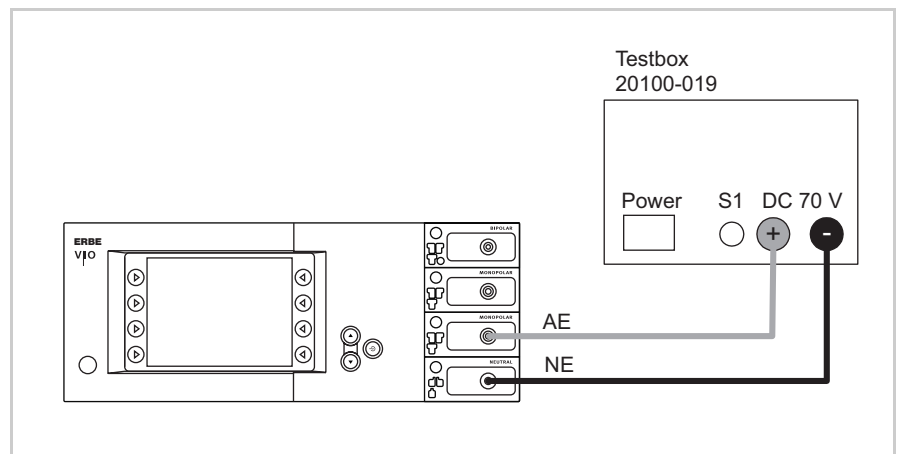 Testbox
20100-019
Power S1 DC 70 V
+ -
ERBE
VIO
BIPOLAR
MONOPOLAR
MONOPOLAR
NEUTRAL
AE
NE